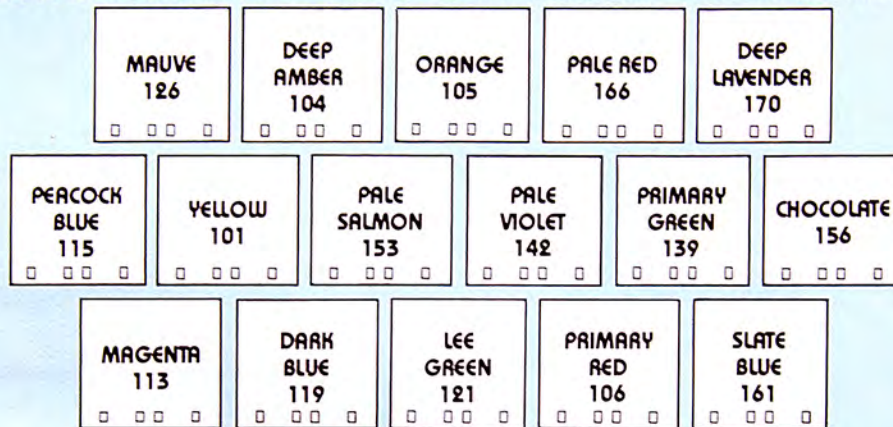 MAUVE
126
DEEP
AMBER
104
ORANGE
105
PALE RED
166
DEEP
LAVENDER
170
PEACOCK
BLUE
115
YELLOW
101
PALE
SALMON
153
PALE
VIOLET
142
PRIMARY
GREEN
139
CHOCOLATE
156
MAGENTA
113
DARK
BLUE
119
LEE
GREEN
121
PRIMARY
RED
106
SLATE
BLUE
161